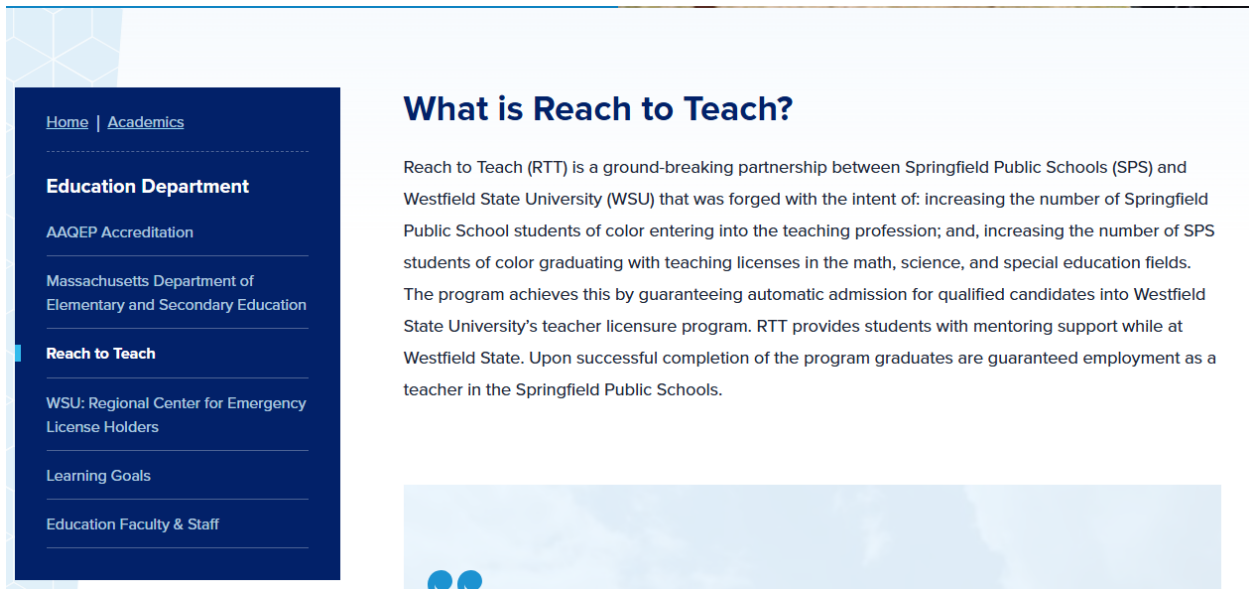 Home | Academics
Education Department
AAQEP Accreditation
Massachusetts Department of
Elementary and Secondary Education
Reach to Teach
WSU: Regional Center for Emergency
License Holders
Learning Goals
Education Faculty & Staff
What is Reach to Teach?
Reach to Teach (RTT) is a ground-breaking partnership between Springfield Public Schools (SPS) and
Westfield State University (WSU) that was forged with the intent of: increasing the number of Springfield
Public School students of color entering into the teaching profession; and, increasing the number of SPS
students of color graduating with teaching licenses in the math, science, and special education fields.
The program achieves this by guaranteeing automatic admission for qualified candidates into Westfield
State University’s teacher licensure program. RTT provides students with mentoring support while at
Westfield State. Upon successful completion of the program graduates are guaranteed employment as a
teacher in the Springfield Public Schools.